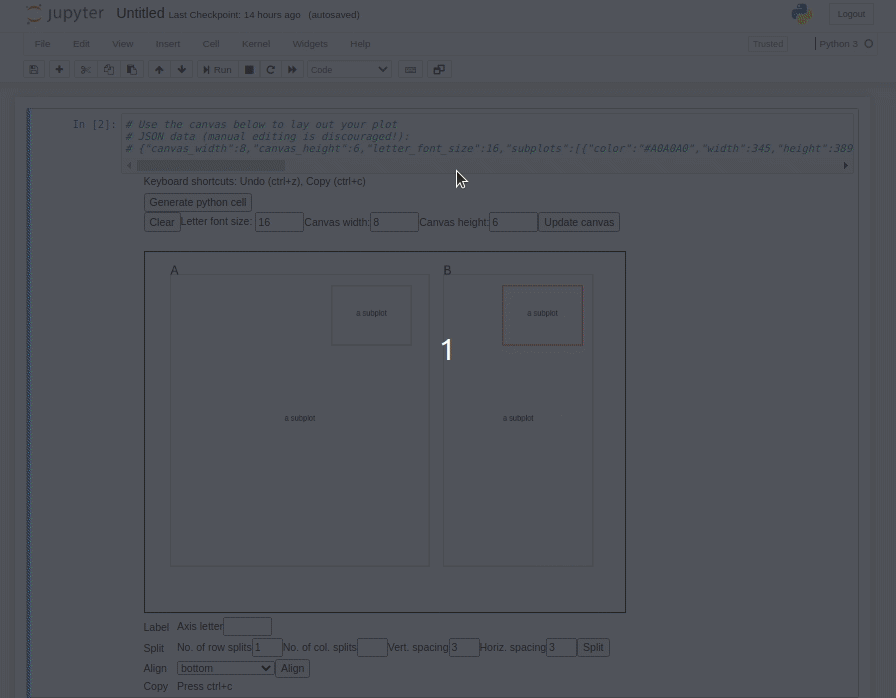 jupyter Untitled Last Checkpoint: 14 hours ago (autosaved) Logout
File Edit View Insert Cell Kernel Widgets Help Trusted Python 3
Run Code
In [2]: # Use the canvas below to lay out your plot
# JSON data (manual editing is discouraged!):
# {"canvas_width":8,"canvas_height":6,"letter_font_size":16,"subplots":[{"color":"#A0A0A0","width":345,"height":389
Keyboard shortcuts: Undo (ctrl+z), Copy (ctrl+c)
Generate python cell
Clear Letter font size: 16 Canvas width: 8 Canvas height: 6 Update canvas
A B
a subplot a subplot
1
a subplot a subplot
Label Axis letter
Split No. of row splits 1 No. of col. splits Vert. spacing 3 Horiz. spacing 3 Split
Align bottom Align
Copy Press ctrl+c